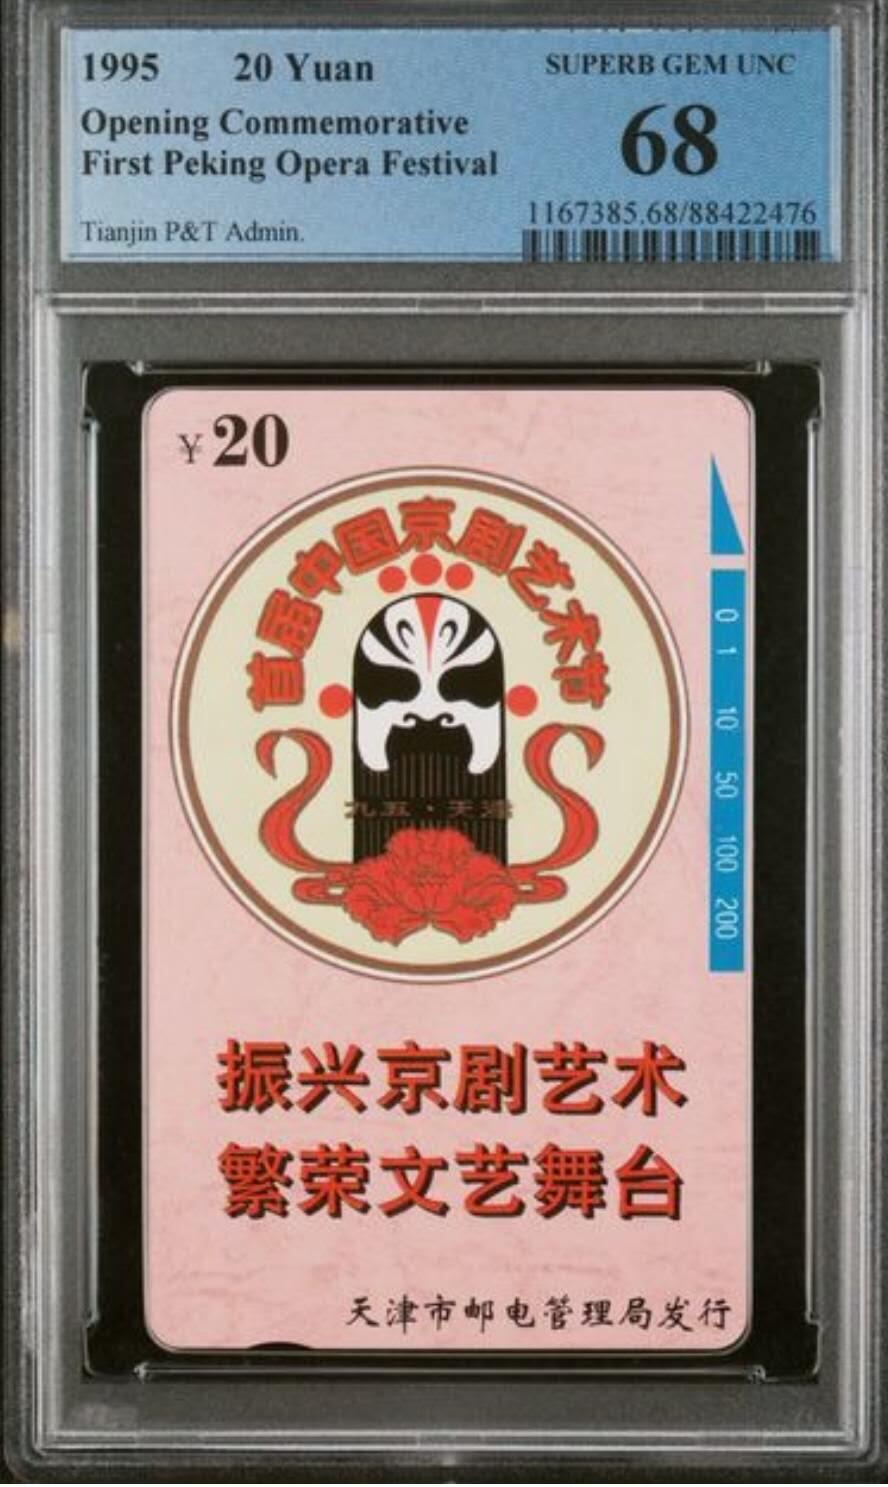 1995 20 Yuan
SUPERB GEM UNC
Opening Commemorative
First Peking Opera Festival
68
1167385.68/88422476
Tianjin P&T Admin.
¥20
首届中国京剧艺术节
九五·天津
0 1 10 50 100 200
振兴京剧艺术
繁荣文艺舞台
天津市邮电管理局发行